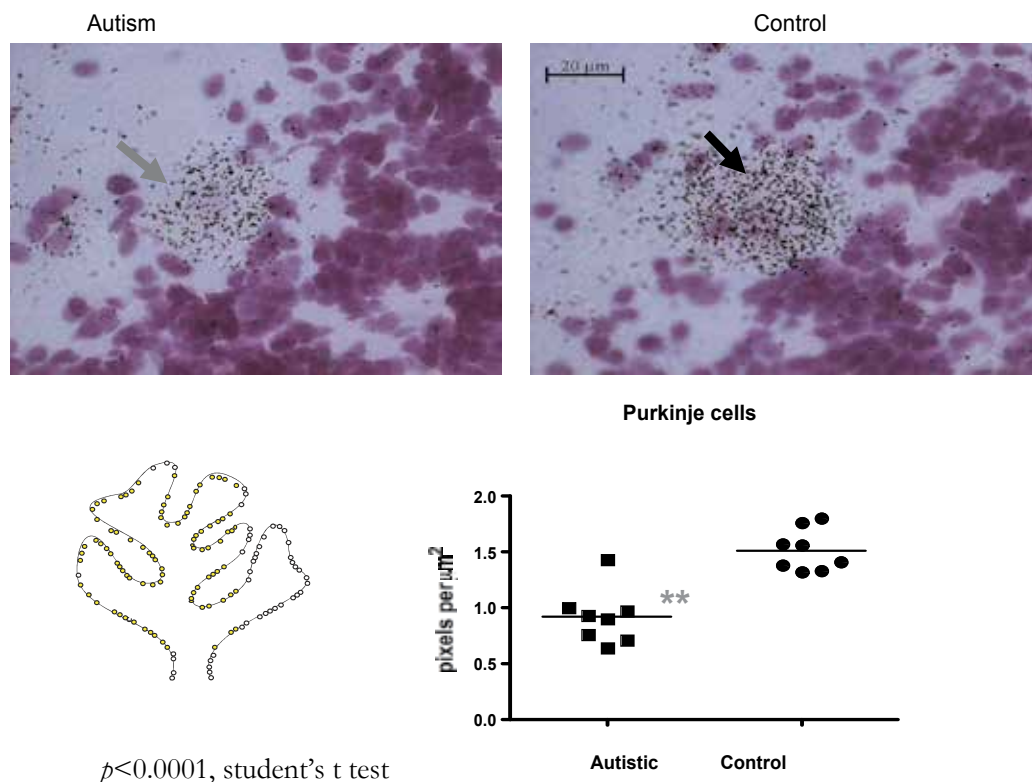 Autism
Control
20 µm
Purkinje cells
2.0
1.5
1.0
0.5
0.0
pixels per µm²
**
Autistic
Control
p<0.0001, student's t test